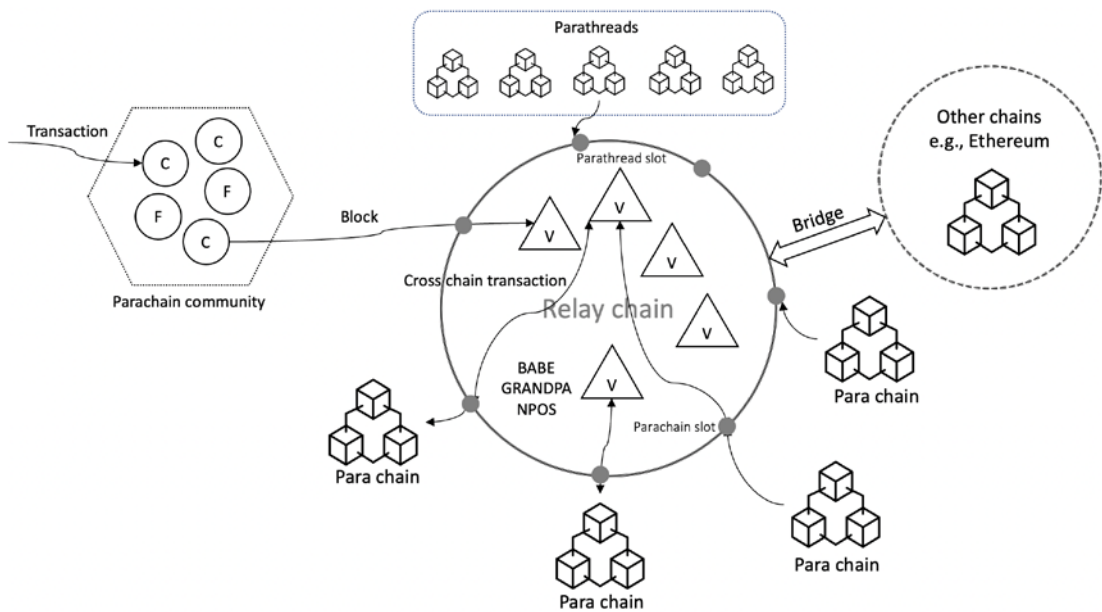 Parathreads
Other chains
e.g., Ethereum
Transaction
C
C
F
F
C
Parachain community
Block
Parathread slot
V
V
V
V
V
Bridge
Cross chain transaction
Relay chain
BABE
GRANDPA
NPOS
Parachain slot
Para chain
Para chain
Para chain
Para chain